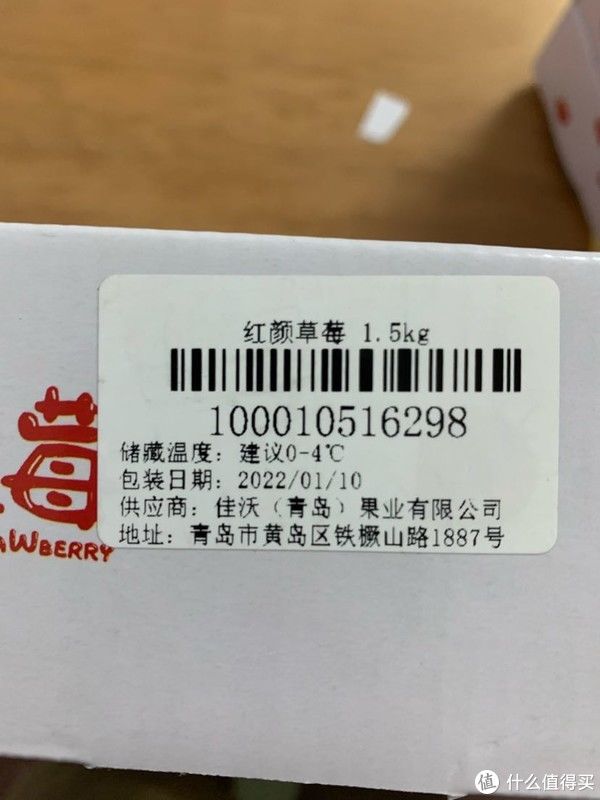 红颜草莓 1.5kg
100010516298
储藏温度：建议0-4℃
包装日期：2022/01/10
供应商：佳沃（青岛）果业有限公司
地址：青岛市黄岛区铁橛山路1887号
WBERRY
值 什么值得买